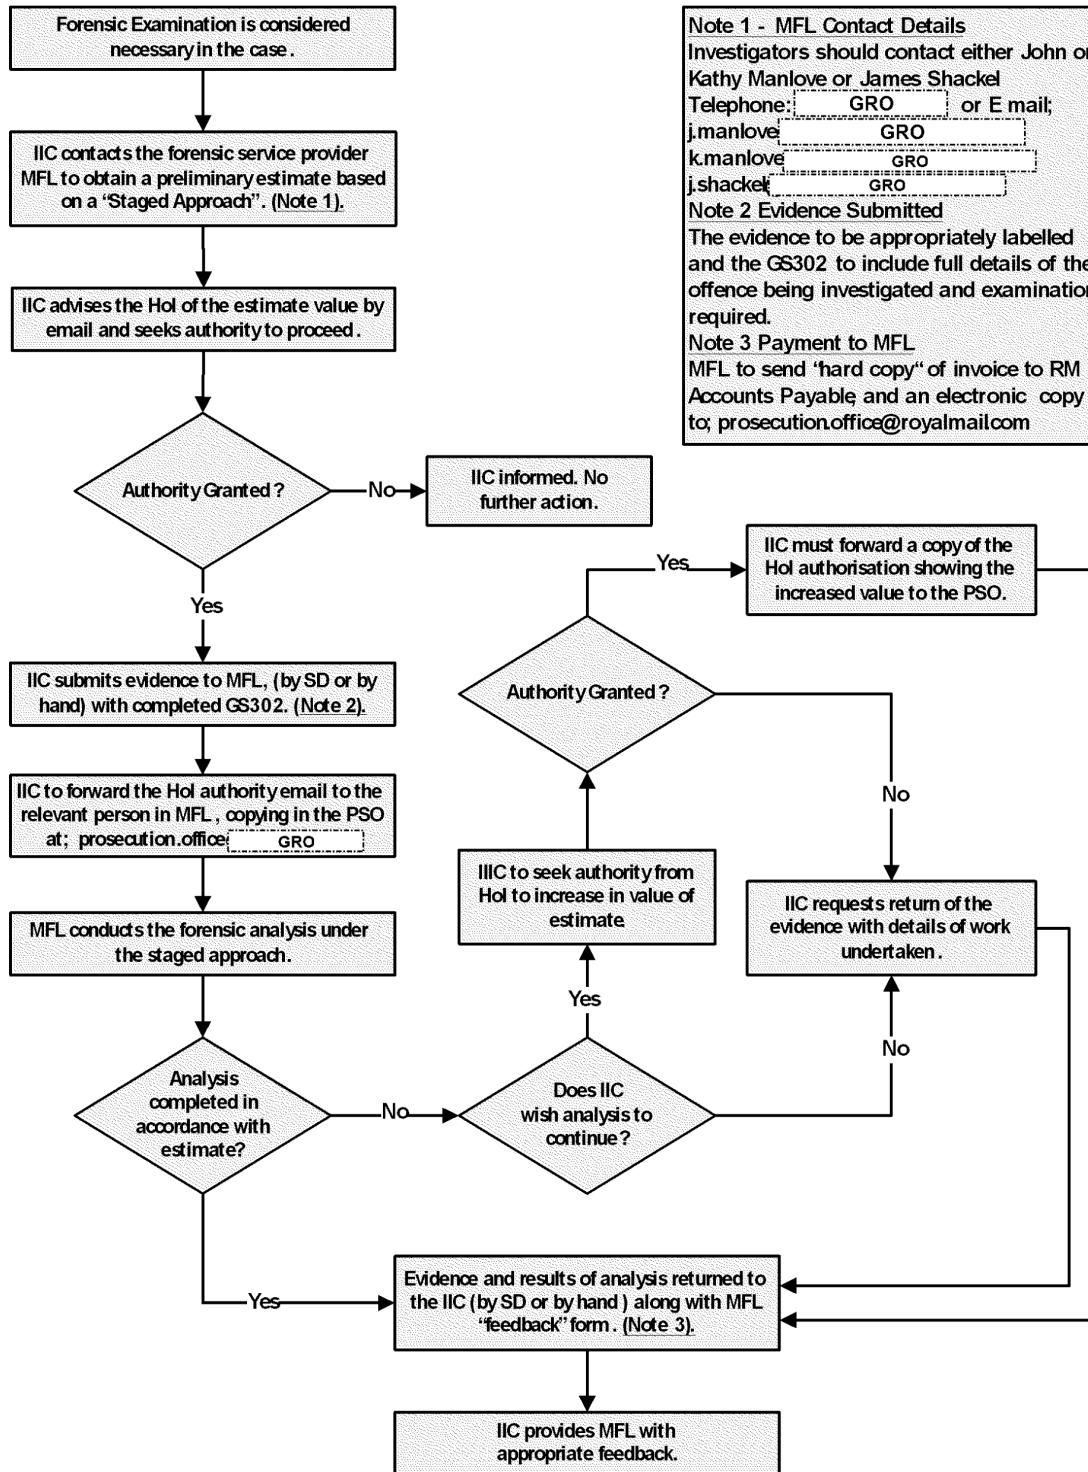 Forensic Examination is considered
necessary in the case.
IIC contacts the forensic service provider
MFL to obtain a preliminary estimate based
on a “Staged Approach”. (Note 1).
IIC advises the HoI of the estimate value by
email and seeks authority to proceed.
Authority Granted?
No
IIC informed. No
further action.
Yes
IIC submits evidence to MFL, (by SD or by
hand) with completed GS302. (Note 2).
IIC to forward the HoI authority email to the
relevant person in MFL, copying in the PSO
at; prosecution.office GRO
MFL conducts the forensic analysis under
the staged approach.
Analysis
completed in
accordance with
estimate?
No
Does IIC
wish analysis to
continue?
Yes
IIIC to seek authority from
HoI to increase in value of
estimate.
Authority Granted?
Yes
IIC must forward a copy of the
HoI authorisation showing the
increased value to the PSO.
No
IIC requests return of the
evidence with details of work
undertaken.
No
Yes
Evidence and results of analysis returned to
the IIC (by SD or by hand) along with MFL
“feedback” form. (Note 3).
IIC provides MFL with
appropriate feedback.
Note 1 - MFL Contact Details
Investigators should contact either John or
Kathy Manlove or James Shackel
Telephone: GRO or E mail;
j.manlove GRO
k.manlove GRO
j.shackel GRO
Note 2 Evidence Submitted
The evidence to be appropriately labelled
and the GS302 to include full details of the
offence being investigated and examination
required.
Note 3 Payment to MFL
MFL to send “hard copy“ of invoice to RM
Accounts Payable, and an electronic copy
to; prosecution.office@royalmail.com